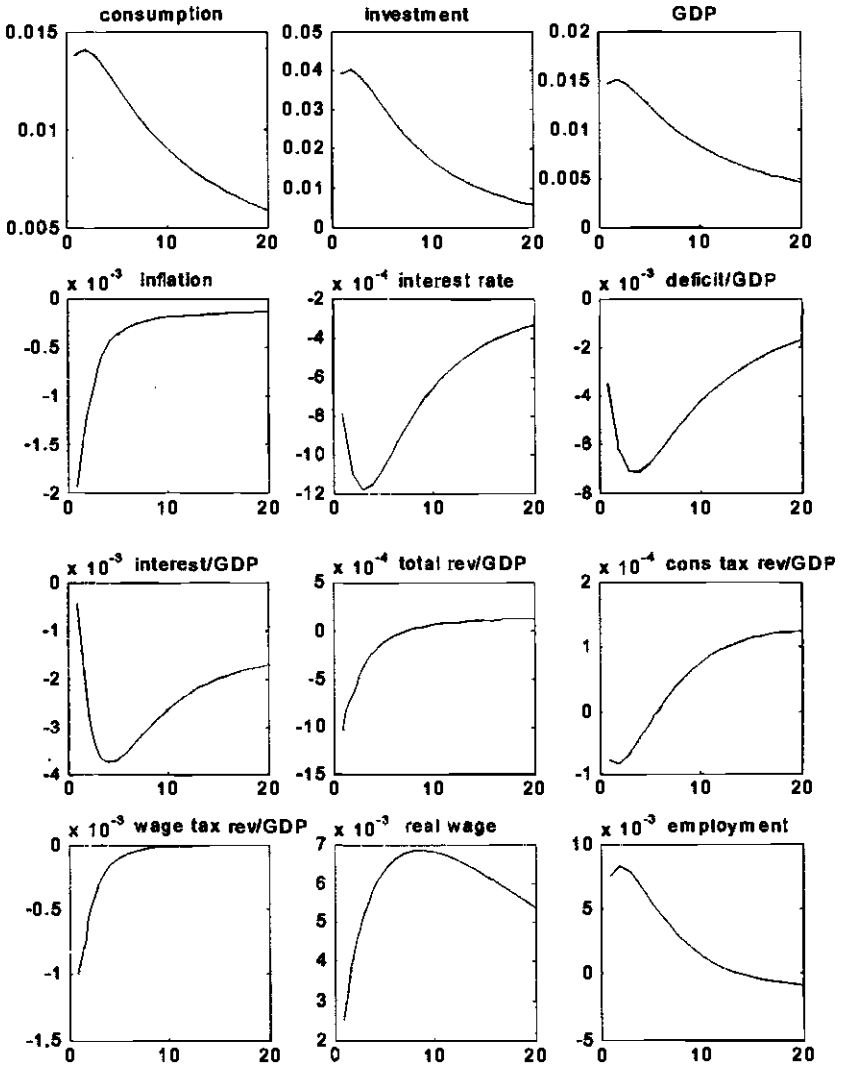 consumption
investment
GDP
0.015
0.01
0.005
0 10 20
0.05
0.04
0.03
0.02
0.01
0
0 10 20
0.02
0.015
0.01
0.005
0
0 10 20
x 10^-3 Inflation
x 10^-4 interest rate
x 10^-3 deficit/GDP
0
-0.5
-1
-1.5
-2
0 10 20
-2
-4
-6
-8
-10
-12
0 10 20
0
-2
-4
-6
-8
0 10 20
x 10^-3 interest/GDP
x 10^-4 total rev/GDP
x 10^-4 cons tax rev/GDP
0
-1
-2
-3
-4
0 10 20
5
0
-5
-10
-15
0 10 20
2
1
0
-1
0 10 20
x 10^-3 wage tax rev/GDP
x 10^-3 real wage
x 10^-3 employment
0
-0.5
-1
-1.5
0 10 20
7
6
5
4
3
2
0 10 20
10
5
0
-5
0 10 20